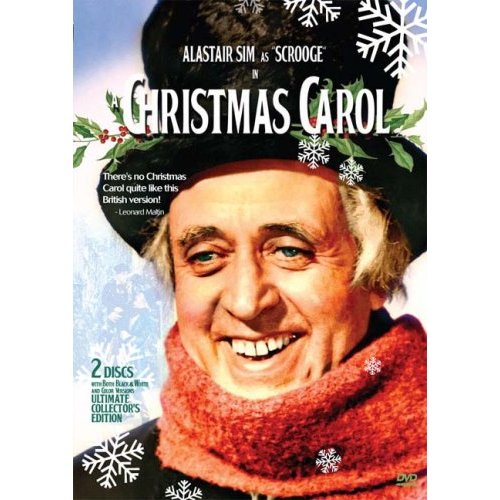 ALASTAIR SIM AS "SCROOGE"
IN
A CHRISTMAS CAROL
There's no Christmas
Carol quite like this
British version!
- Leonard Maltin
2 DISCS
WITH BOTH BLACK & WHITE
AND COLOR VERSIONS
ULTIMATE
COLLECTOR'S
EDITION
DVD